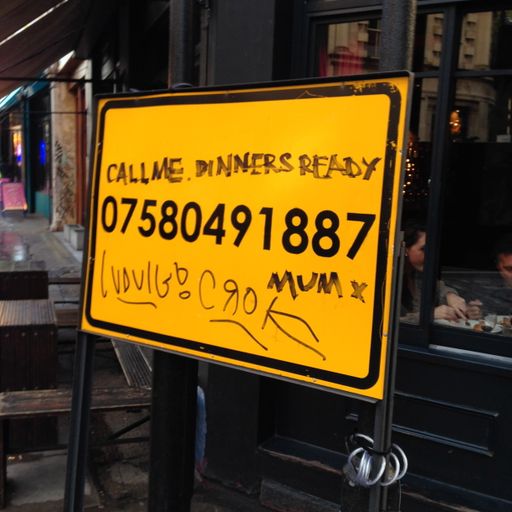 CALL ME. DINNERS READY
07580491887
MUM x